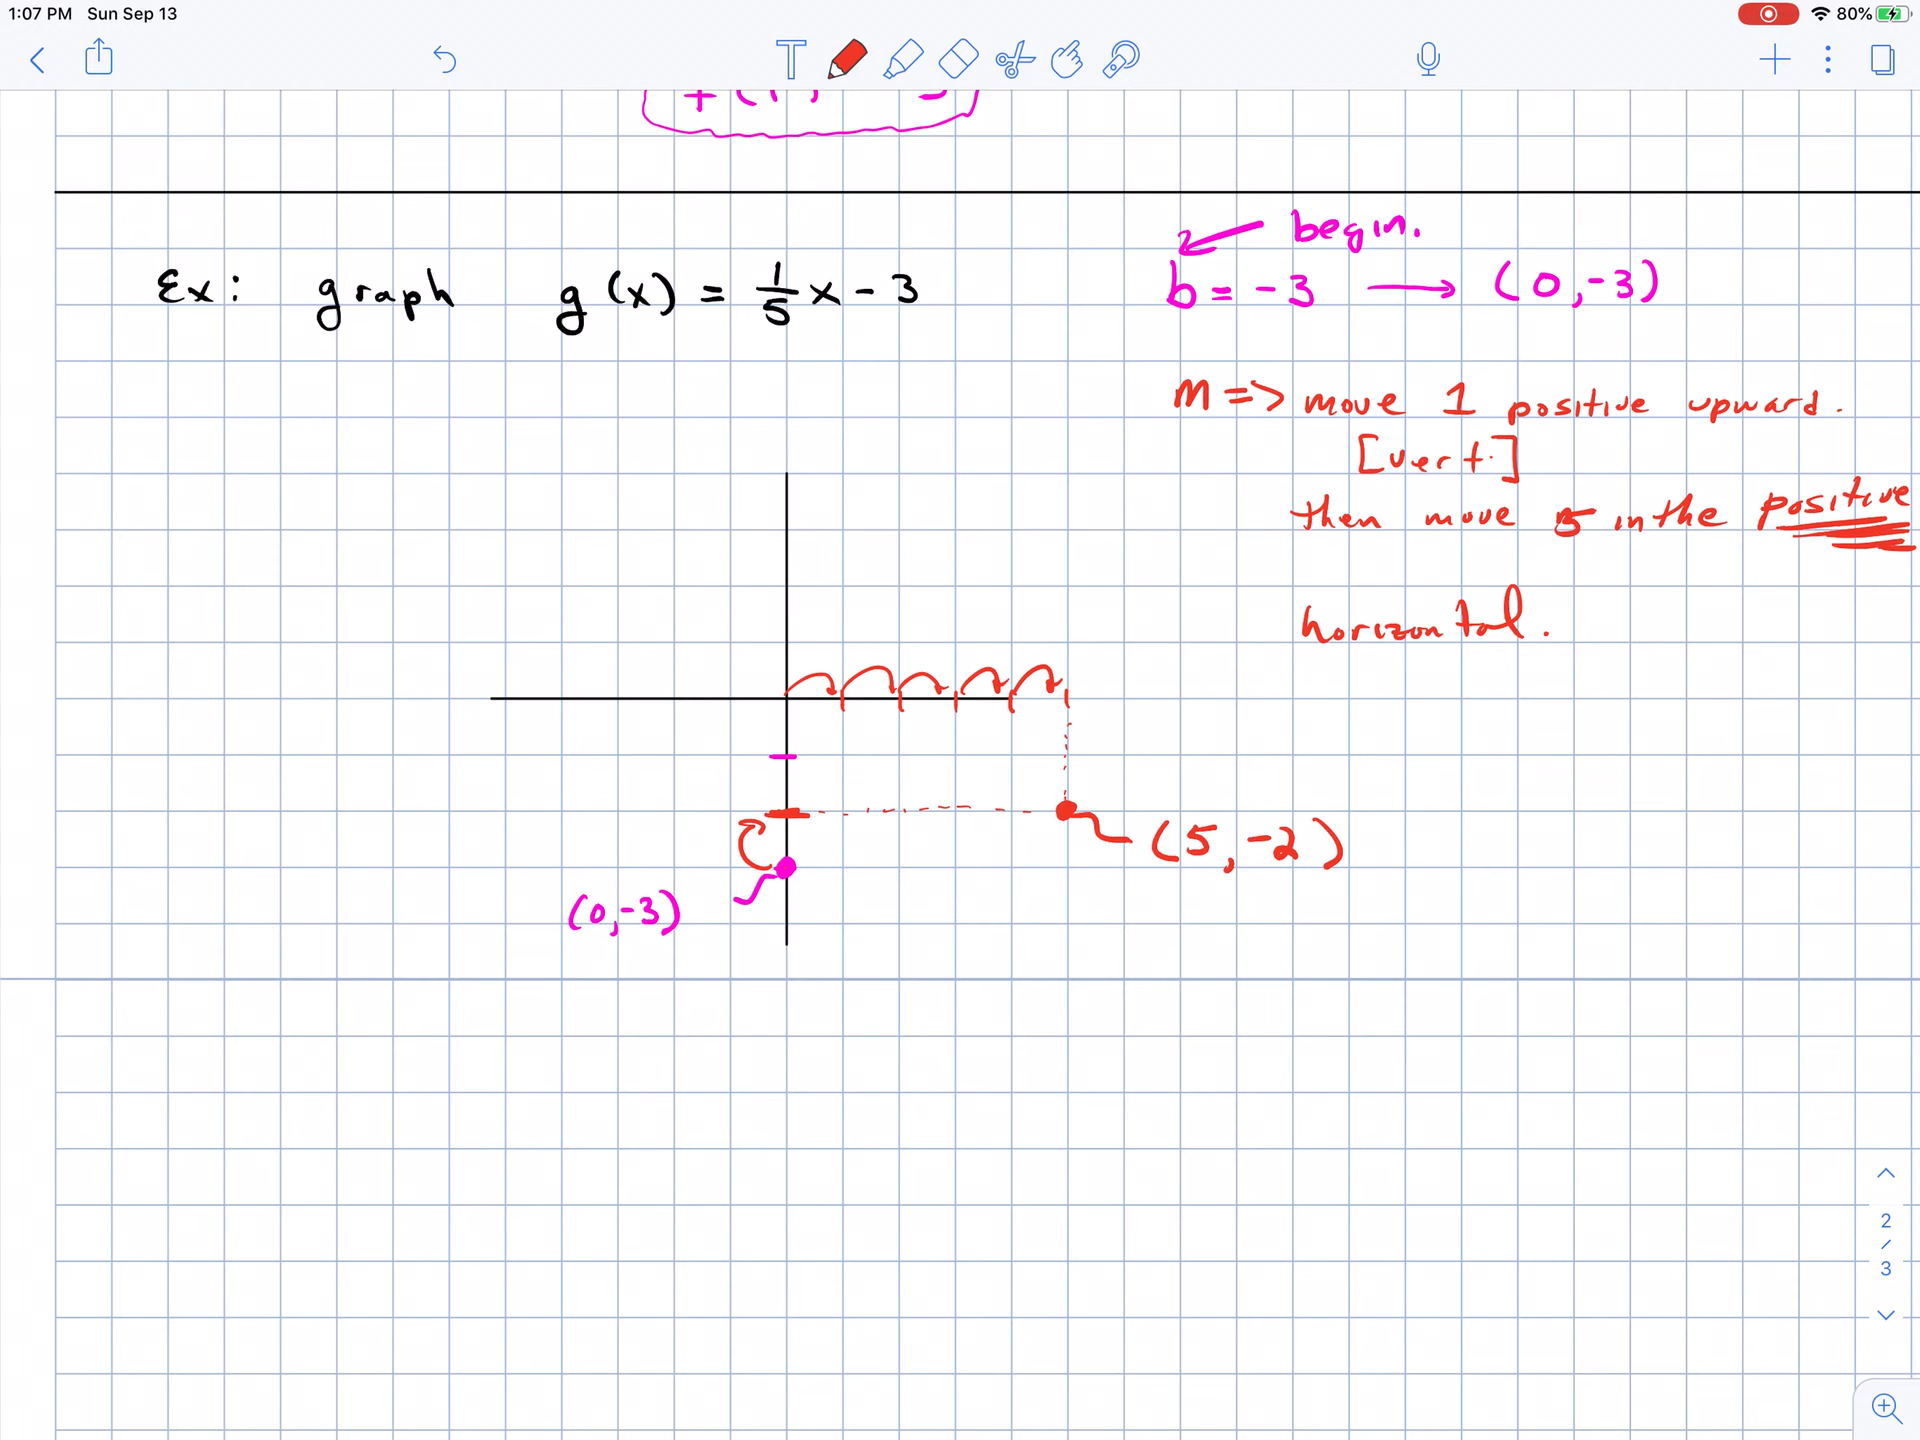 1:07 PM Sun Sep 13
80%
T
begin.
Ex: graph g(x) = 1/5 x - 3
b = -3 → (0,-3)
m => move 1 positive upward.
[vert.]
then move 5 in the positive
horizontal.
(5,-2)
(0,-3)
2
/
3